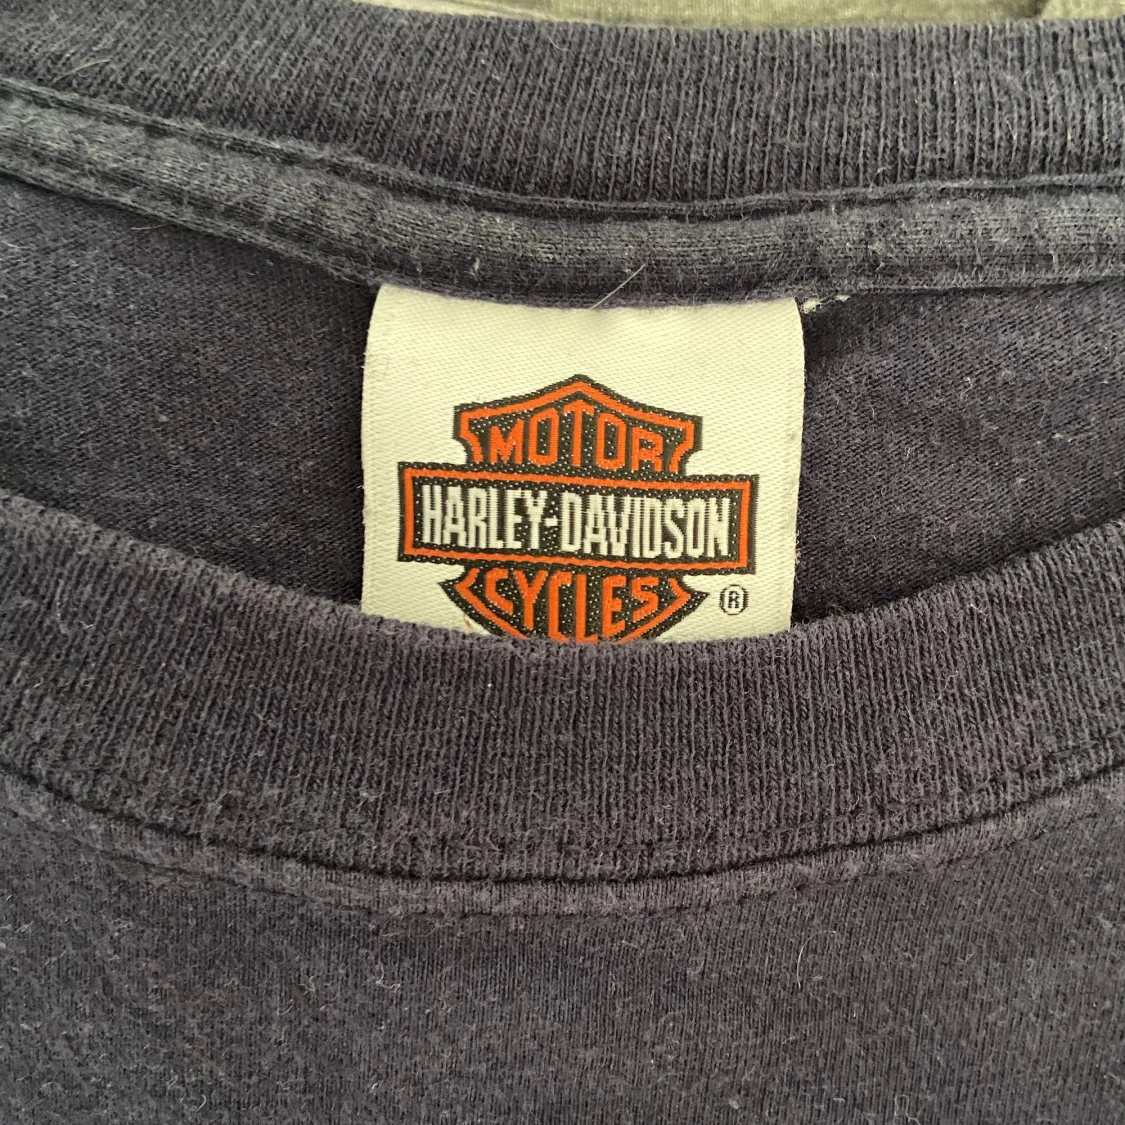 MOTOR
HARLEY-DAVIDSON
CYCLES
®